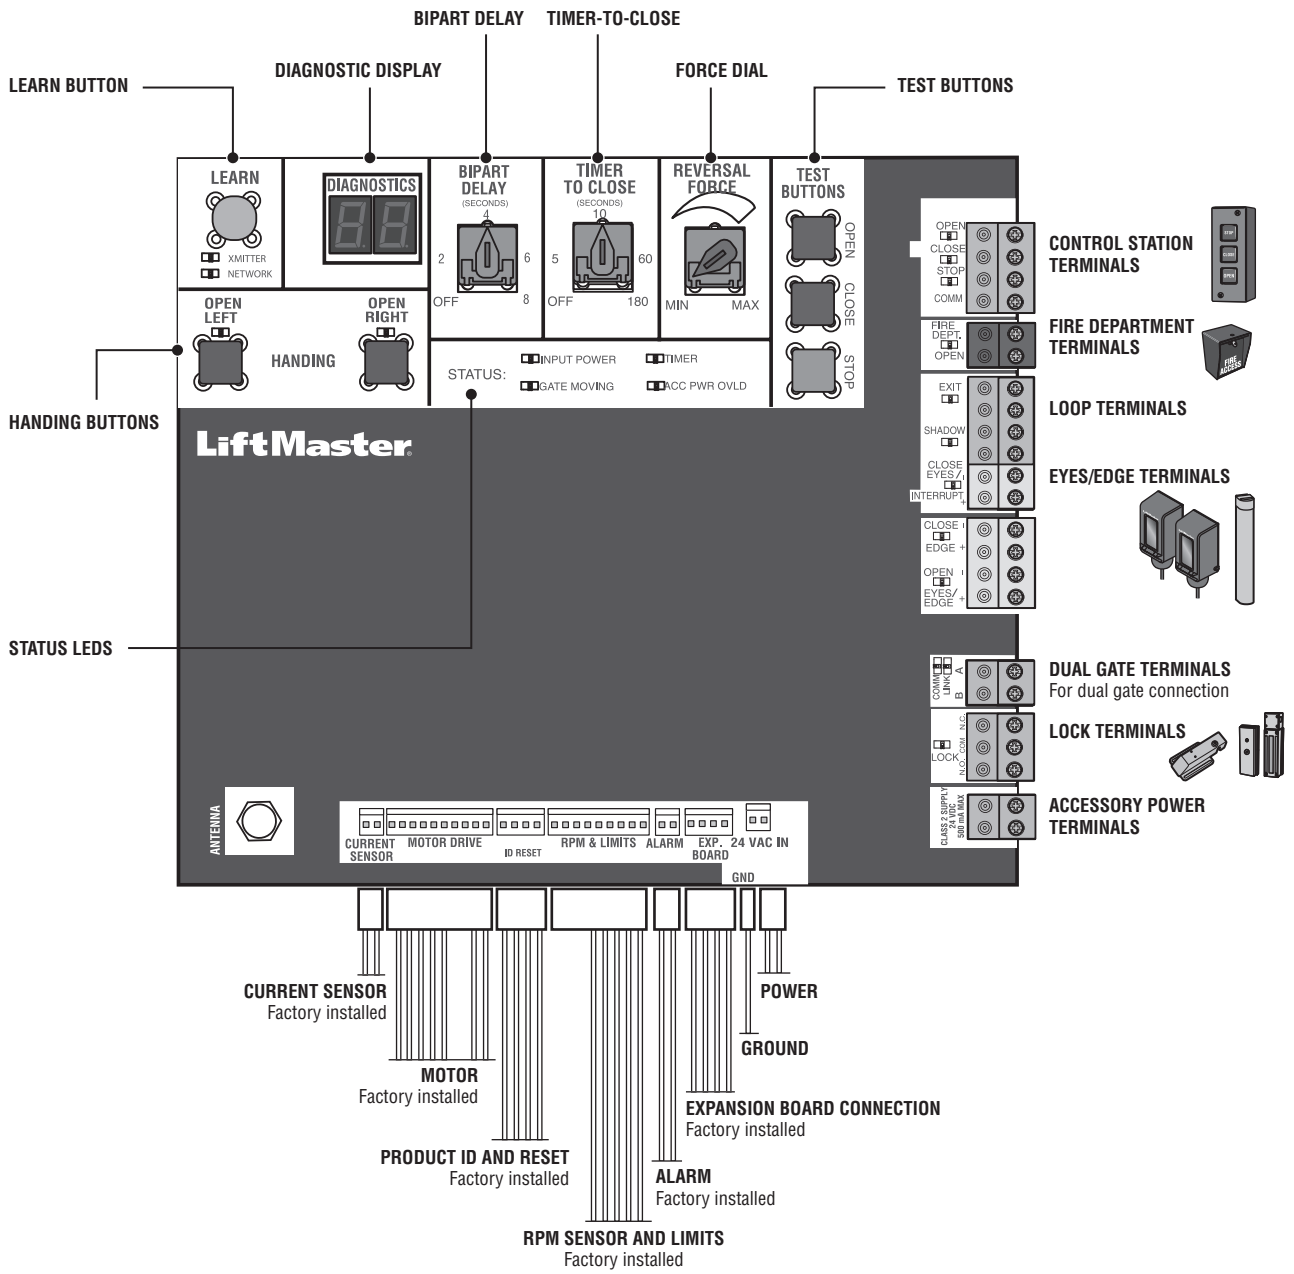 BIPART DELAY
TIMER-TO-CLOSE
DIAGNOSTIC DISPLAY
FORCE DIAL
LEARN BUTTON
TEST BUTTONS
LEARN
XMITTER
NETWORK
DIAGNOSTICS
88
BIPART
DELAY
(SECONDS)
4
2
6
OFF
8
TIMER
TO CLOSE
(SECONDS)
10
5
60
OFF
180
REVERSAL
FORCE
MIN
MAX
TEST
BUTTONS
OPEN
CLOSE
STOP
OPEN
LEFT
HANDING
OPEN
RIGHT
STATUS:
INPUT POWER
TIMER
GATE MOVING
ACC PWR OVLD
HANDING BUTTONS
LiftMaster
STATUS LEDS
OPEN
CLOSE
STOP
COMM
CONTROL STATION
TERMINALS
STOP
CLOSE
OPEN
FIRE
DEPT.
OPEN
FIRE DEPARTMENT
TERMINALS
FIRE
ACCESS
EXIT
SHADOW
LOOP TERMINALS
CLOSE
EYES/ -
INTERRUPT +
EYES/EDGE TERMINALS
CLOSE -
EDGE +
OPEN -
EYES/
EDGE +
COMM
LINK
A
B
DUAL GATE TERMINALS
For dual gate connection
N.C.
COM
N.O.
LOCK
LOCK TERMINALS
CLASS 2 SUPPLY
24 VDC
500 mA MAX
ACCESSORY POWER
TERMINALS
ANTENNA
CURRENT
SENSOR
MOTOR DRIVE
ID RESET
RPM & LIMITS
ALARM
EXP.
BOARD
24 VAC IN
GND
CURRENT SENSOR
Factory installed
POWER
GROUND
MOTOR
Factory installed
EXPANSION BOARD CONNECTION
Factory installed
PRODUCT ID AND RESET
Factory installed
ALARM
Factory installed
RPM SENSOR AND LIMITS
Factory installed